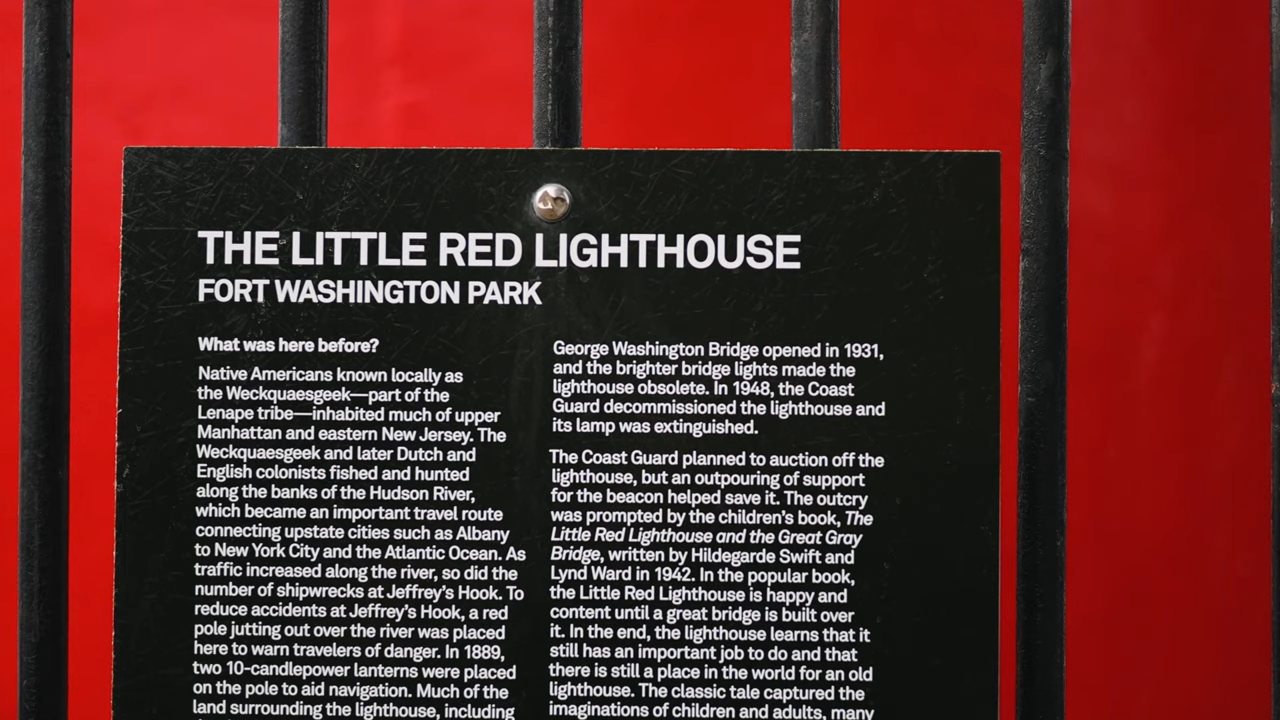 THE LITTLE RED LIGHTHOUSE
FORT WASHINGTON PARK
What was here before?
Native Americans known locally as
the Weckquaesgeek—part of the
Lenape tribe—inhabited much of upper
Manhattan and eastern New Jersey. The
Weckquaesgeek and later Dutch and
English colonists fished and hunted
along the banks of the Hudson River,
which became an important travel route
connecting upstate cities such as Albany
to New York City and the Atlantic Ocean. As
traffic increased along the river, so did the
number of shipwrecks at Jeffrey's Hook. To
reduce accidents at Jeffrey's Hook, a red
pole jutting out over the river was placed
here to warn travelers of danger. In 1889,
two 10-candlepower lanterns were placed
on the pole to aid navigation. Much of the
land surrounding the lighthouse, including
George Washington Bridge opened in 1931,
and the brighter bridge lights made the
lighthouse obsolete. In 1948, the Coast
Guard decommissioned the lighthouse and
its lamp was extinguished.
The Coast Guard planned to auction off the
lighthouse, but an outpouring of support
for the beacon helped save it. The outcry
was prompted by the children's book, The
Little Red Lighthouse and the Great Gray
Bridge, written by Hildegarde Swift and
Lynd Ward in 1942. In the popular book,
the Little Red Lighthouse is happy and
content until a great bridge is built over
it. In the end, the lighthouse learns that it
still has an important job to do and that
there is still a place in the world for an old
lighthouse. The classic tale captured the
imaginations of children and adults, many